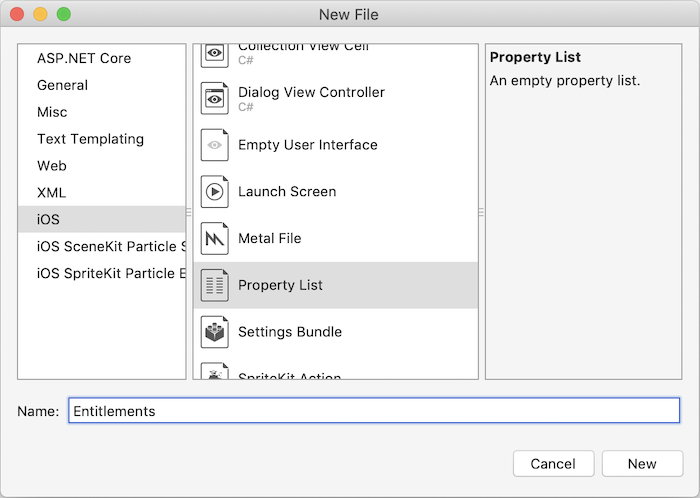 New File
ASP.NET Core
General
Misc
Text Templating
Web
XML
iOS
iOS SceneKit Particle S
iOS SpriteKit Particle E
Collection View Cell
C#
Dialog View Controller
C#
Empty User Interface
Launch Screen
Metal File
Property List
Settings Bundle
SpriteKit Action
Property List
An empty property list.
Name: Entitlements
Cancel New